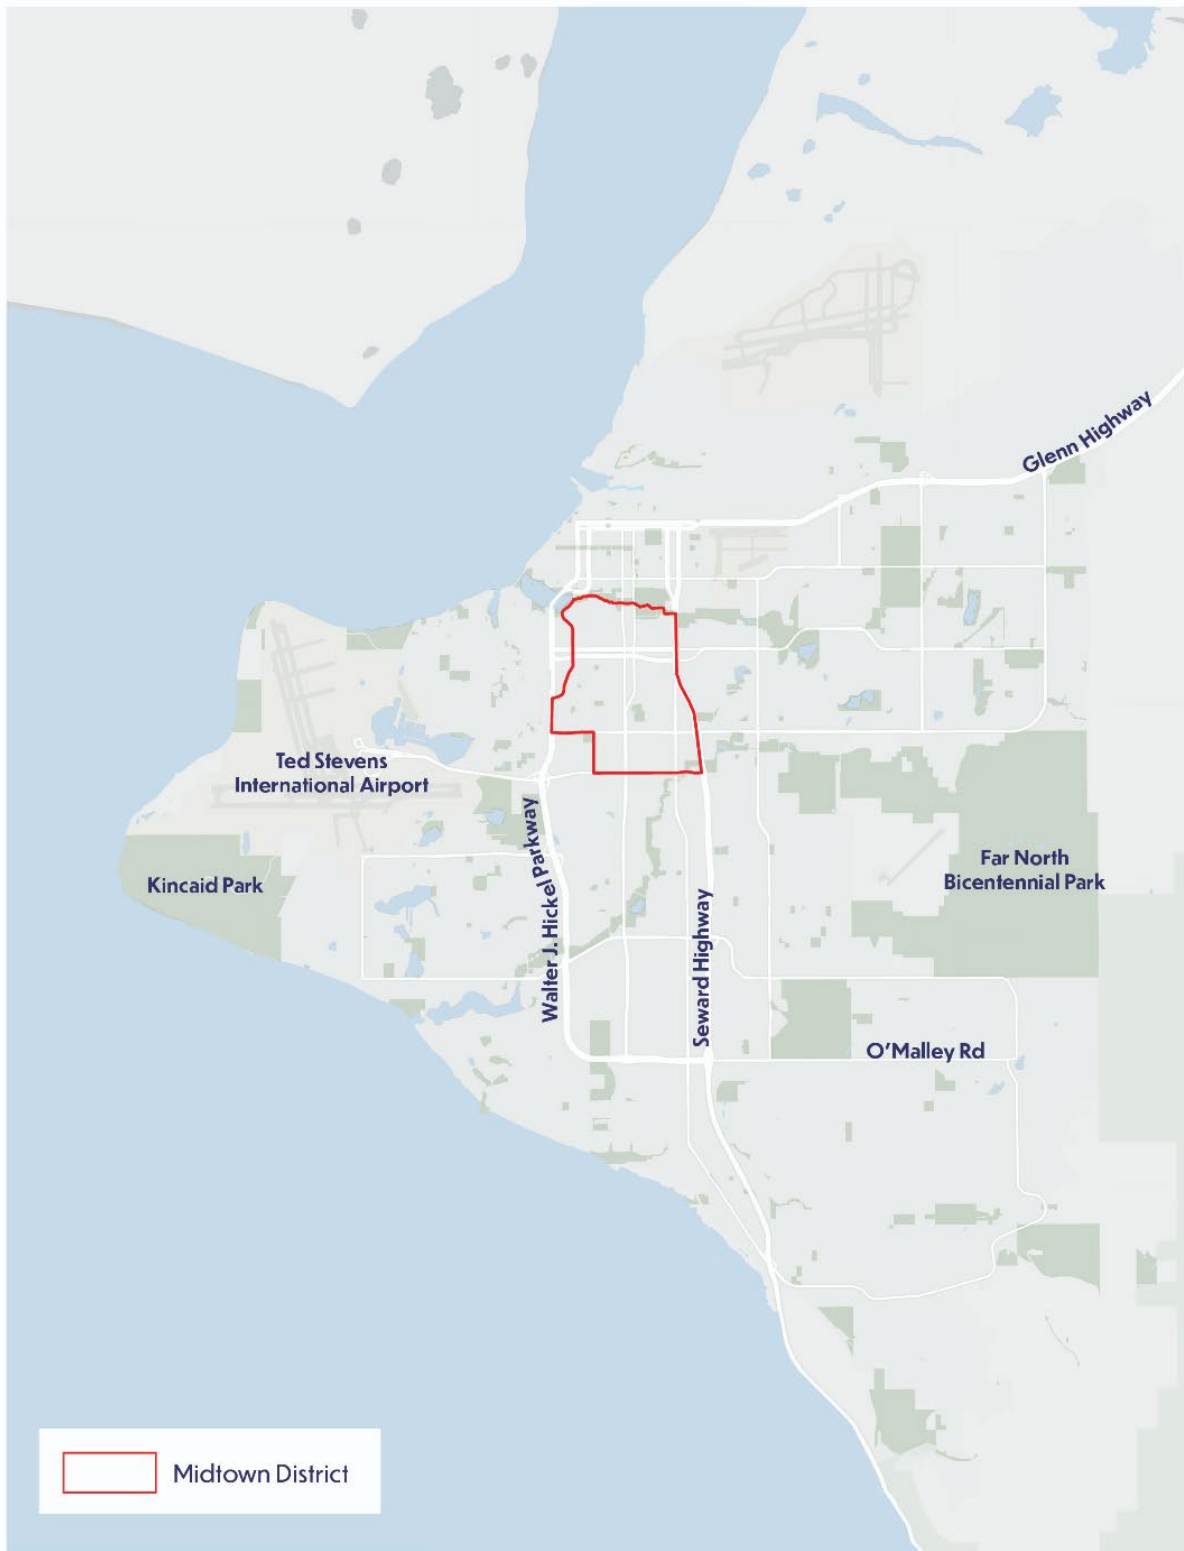 Glenn Highway
Ted Stevens
International Airport
Kincaid Park
Walter J. Hickel Parkway
Seward Highway
Far North
Bicentennial Park
O'Malley Rd
Midtown District